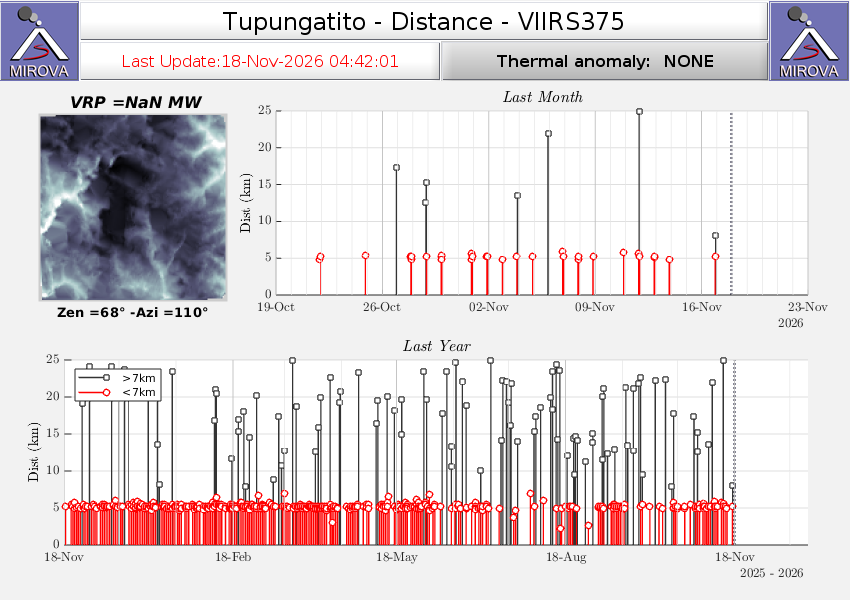 Tupungatito - Distance - VIIRS375
MIROVA
Last Update:18-Nov-2026 04:42:01
Thermal anomaly: NONE
MIROVA
VRP =NaN MW
Zen =68° -Azi =110°
Last Month
Dist (km)
25
20
15
10
5
0
19-Oct
26-Oct
02-Nov
09-Nov
16-Nov
23-Nov
2026
Last Year
Dist (km)
25
20
15
10
5
0
>7km
<7km
18-Nov
18-Feb
18-May
18-Aug
18-Nov
2025 - 2026